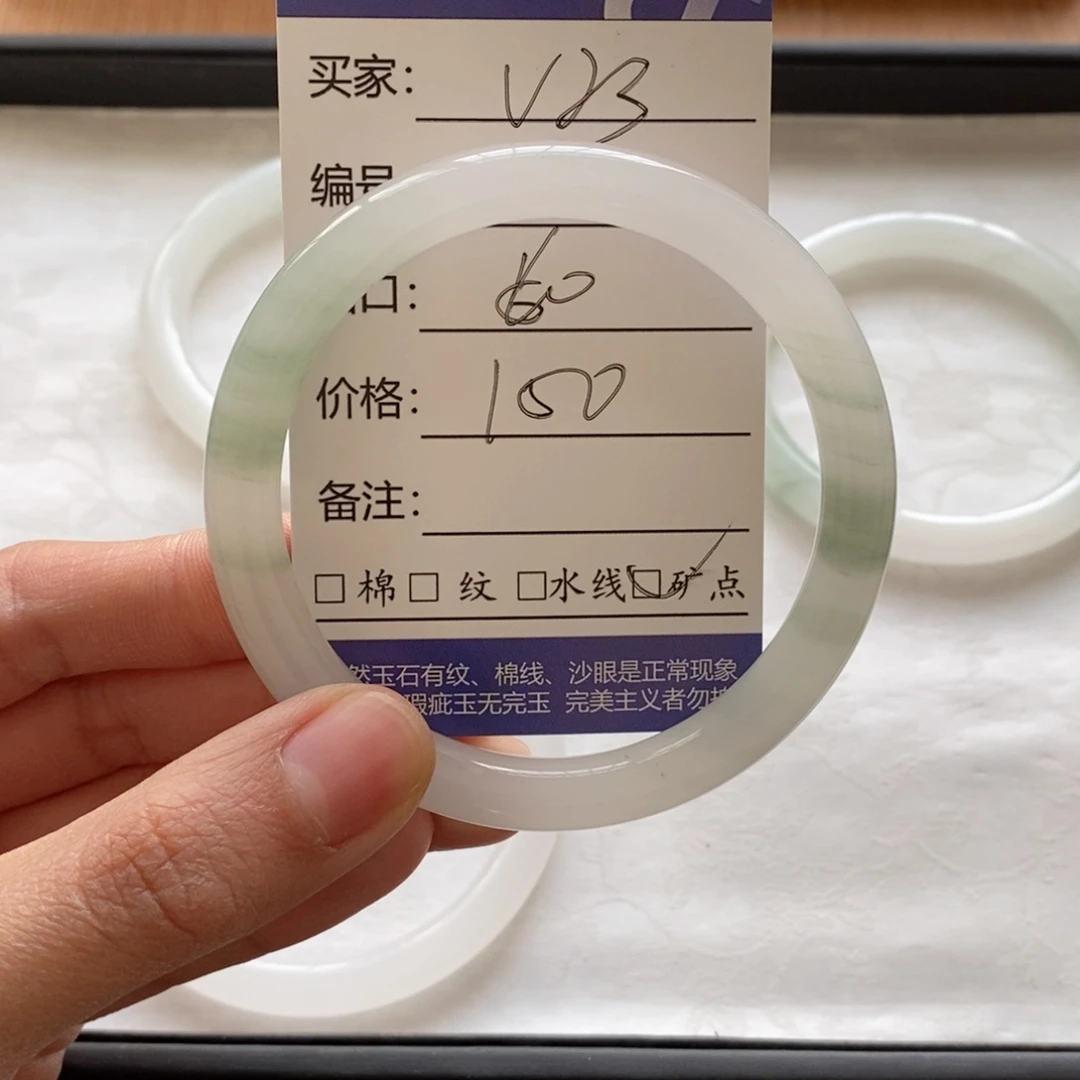 买家： V23
编号
口： 60
价格： 150
备注：
□ 棉 □ 纹 □水线 □矿点
然玉石有纹、棉线、沙眼是正常现象
瑕疵玉无完玉 完美主义者勿